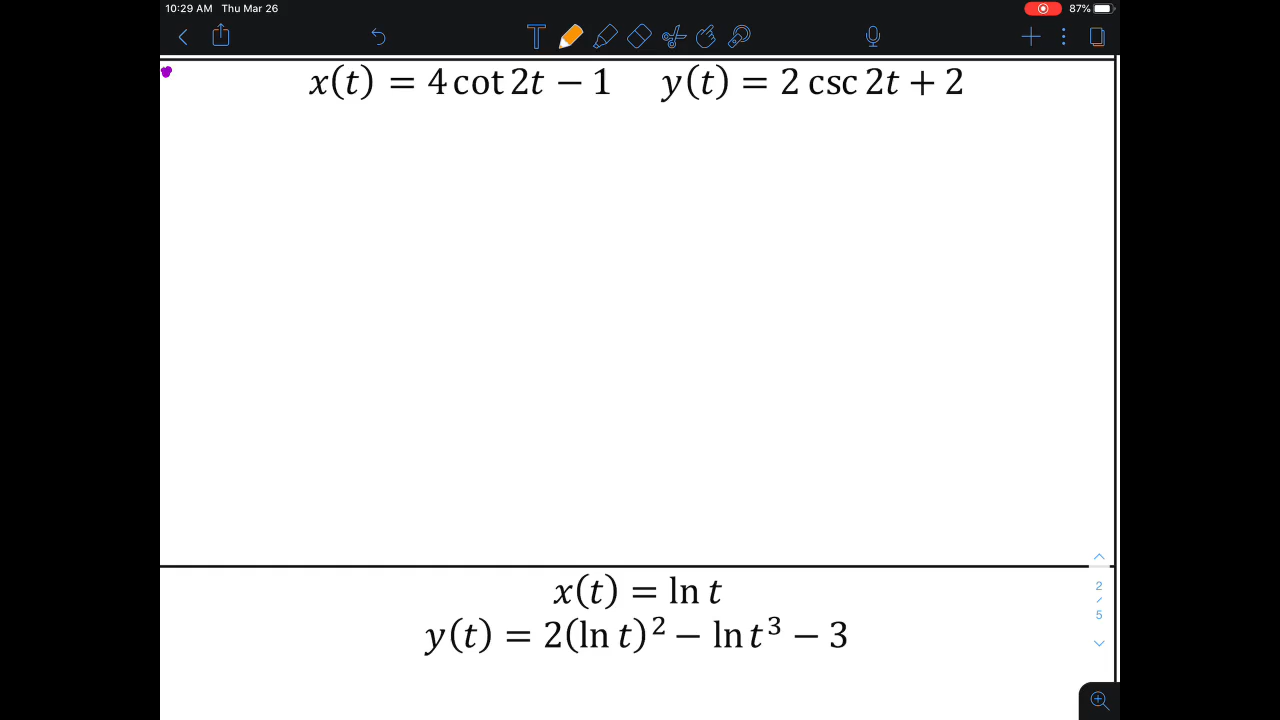 10:29 AM Thu Mar 26
87%
T
x(t) = 4 cot 2t − 1 y(t) = 2 csc 2t + 2
x(t) = ln t
y(t) = 2(ln t)² − ln t³ − 3
2
/
5